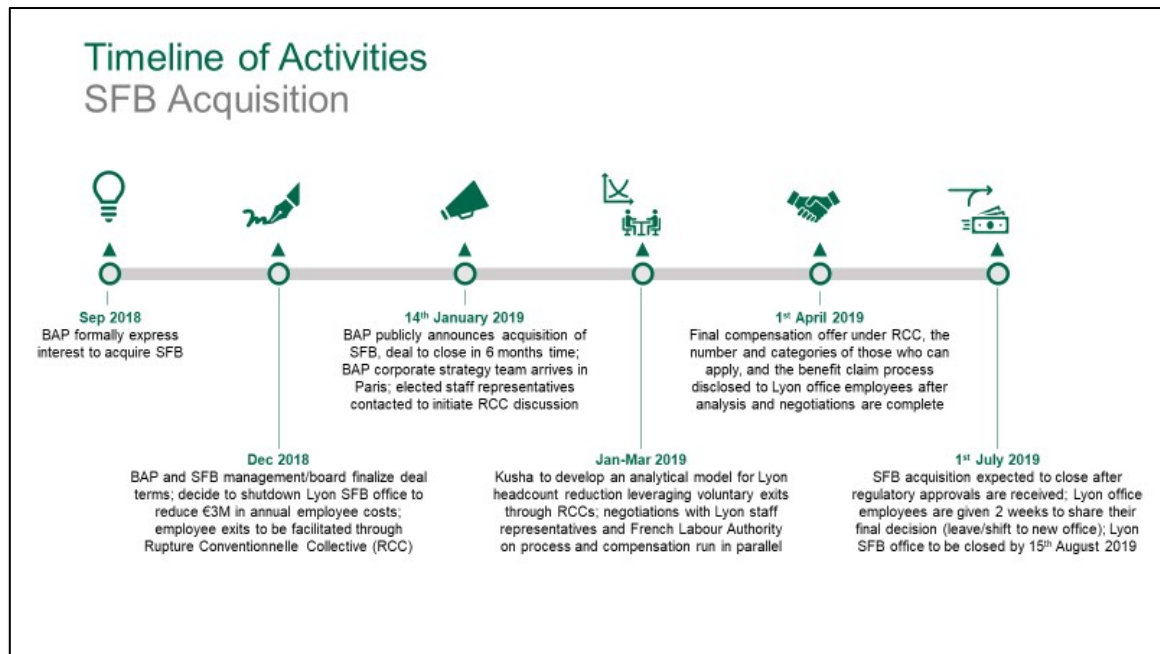 Timeline of Activities
SFB Acquisition
Sep 2018
BAP formally express
interest to acquire SFB
Dec 2018
BAP and SFB management/board finalize deal
terms; decide to shutdown Lyon SFB office to
reduce €3M in annual employee costs;
employee exits to be facilitated through
Rupture Conventionnelle Collective (RCC)
14th January 2019
BAP publicly announces acquisition of
SFB, deal to close in 6 months time;
BAP corporate strategy team arrives in
Paris; elected staff representatives
contacted to initiate RCC discussion
Jan-Mar 2019
Kusha to develop an analytical model for Lyon
headcount reduction leveraging voluntary exits
through RCCs; negotiations with Lyon staff
representatives and French Labour Authority
on process and compensation run in parallel
1st April 2019
Final compensation offer under RCC, the
number and categories of those who can
apply, and the benefit claim process
disclosed to Lyon office employees after
analysis and negotiations are complete
1st July 2019
SFB acquisition expected to close after
regulatory approvals are received; Lyon office
employees are given 2 weeks to share their
final decision (leave/shift to new office); Lyon
SFB office to be closed by 15th August 2019